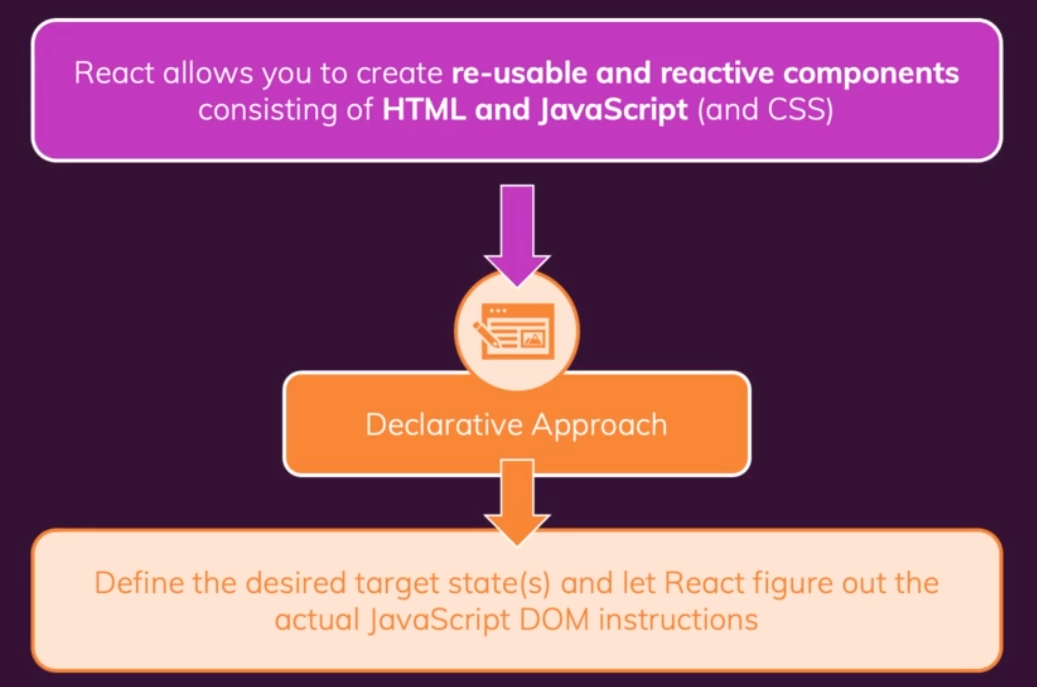 React allows you to create re-usable and reactive components
consisting of HTML and JavaScript (and CSS)
Declarative Approach
Define the desired target state(s) and let React figure out the
actual JavaScript DOM instructions